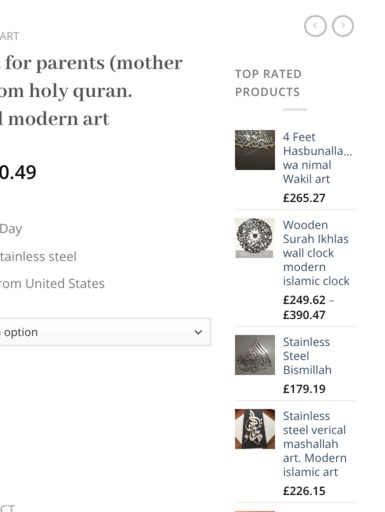 ART
for parents (mother
om holy quran.
modern art
0.49
Day
tainless steel
rom United States
option
CT
TOP RATED
PRODUCTS
4 Feet
Hasbunalla...
wa nimal
Wakil art
£265.27
Wooden
Surah Ikhlas
wall clock
modern
islamic clock
£249.62 –
£390.47
Stainless
Steel
Bismillah
£179.19
Stainless
steel verical
mashallah
art. Modern
islamic art
£226.15